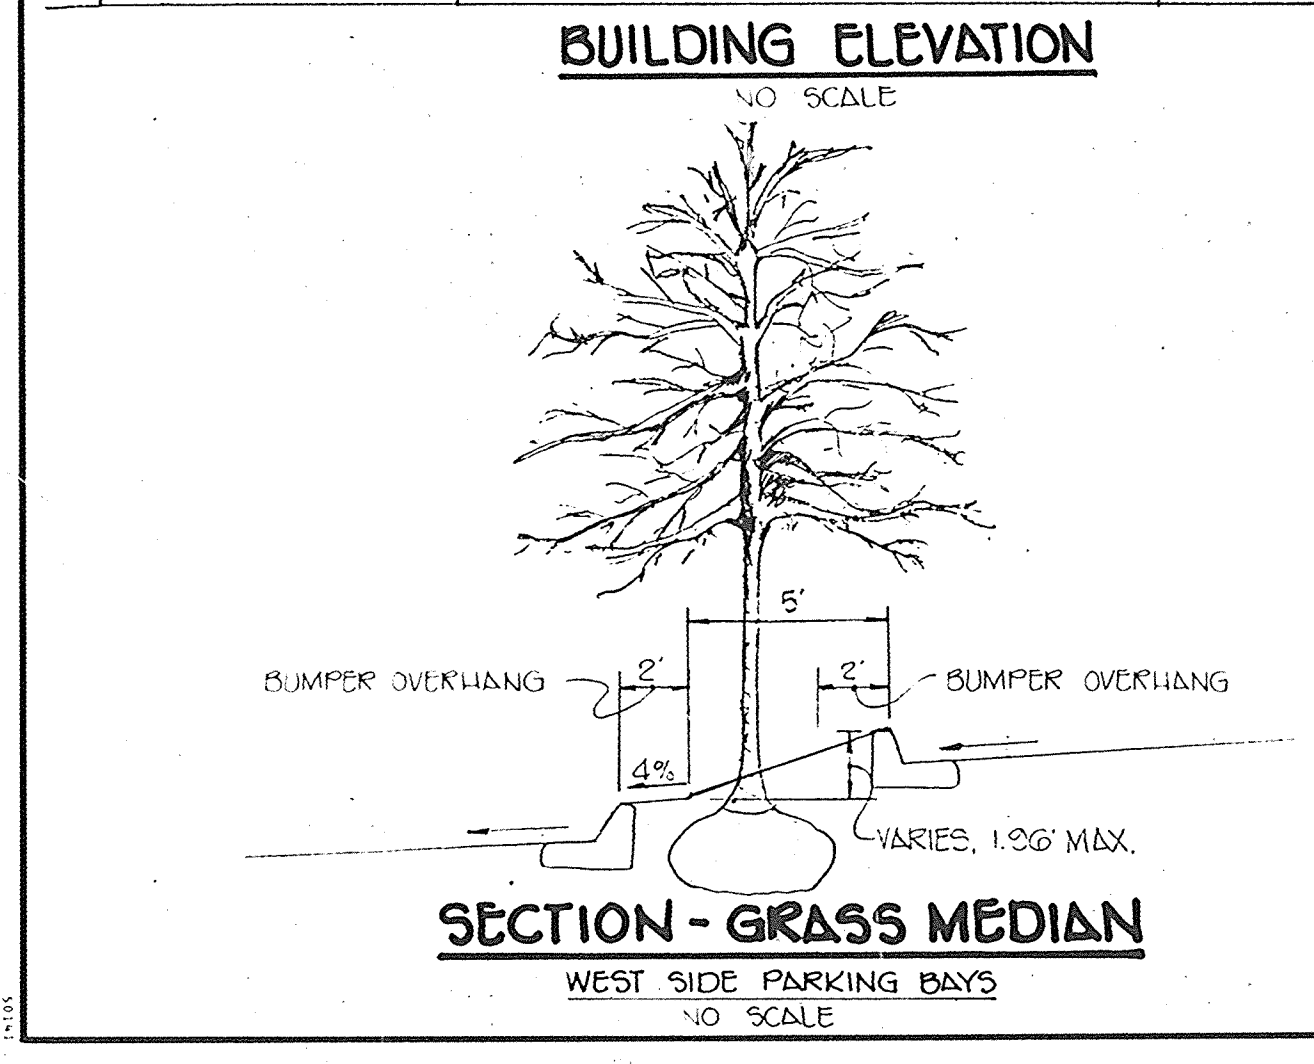 BUILDING ELEVATION
NO SCALE
5'
BUMPER OVERHANG
2'
2'
BUMPER OVERHANG
4%
VARIES, 1.96' MAX.
SECTION - GRASS MEDIAN
WEST SIDE PARKING BAYS
NO SCALE